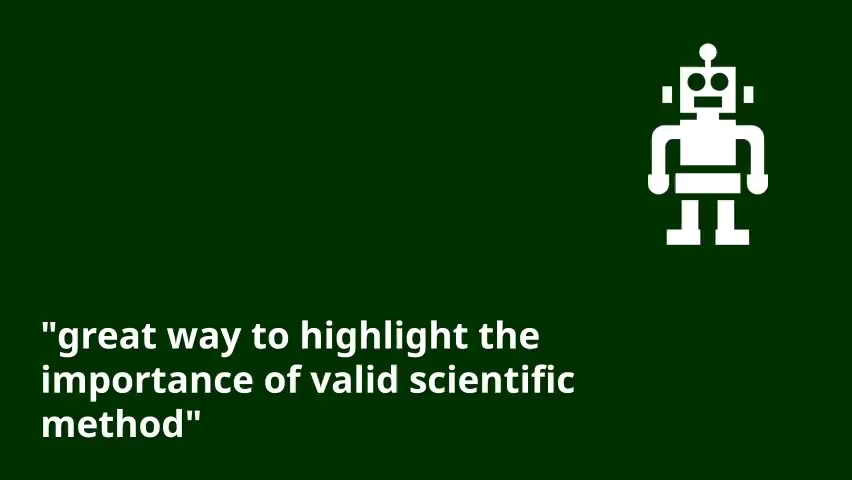 "great way to highlight the
importance of valid scientific
method"